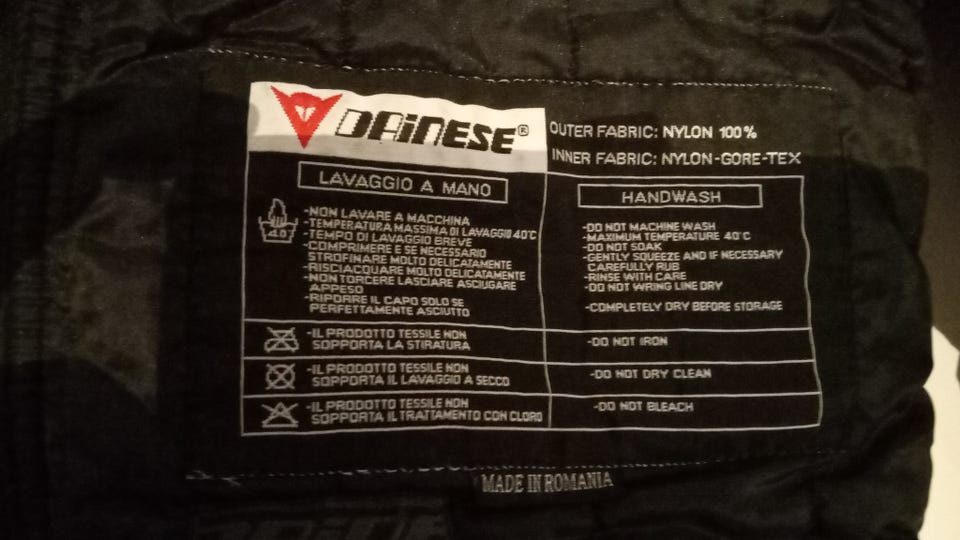 DAINESE®
OUTER FABRIC: NYLON 100%
INNER FABRIC: NYLON-GORE-TEX
LAVAGGIO A MANO
40
-NON LAVARE A MACCHINA
-TEMPERATURA MASSIMA DI LAVAGGIO 40°C
-TEMPO DI LAVAGGIO BREVE
-COMPRIMERE E SE NECESSARIO
STROFINARE MOLTO DELICATAMENTE
-RISCIACQUARE MOLTO DELICATAMENTE
-NON TORCERE LASCIARE ASCIUGARE
APPESO
-RIPORRE IL CAPO SOLO SE
PERFETTAMENTE ASCIUTTO
HANDWASH
-DO NOT MACHINE WASH
-MAXIMUM TEMPERATURE 40°C
-DO NOT SOAK
-GENTLY SQUEEZE AND IF NECESSARY
CAREFULLY RUB
-RINSE WITH CARE
-DO NOT WRING LINE DRY
-COMPLETELY DRY BEFORE STORAGE
-IL PRODOTTO TESSILE NON
SOPPORTA LA STIRATURA
-DO NOT IRON
-IL PRODOTTO TESSILE NON
SOPPORTA IL LAVAGGIO A SECCO
-DO NOT DRY CLEAN
-IL PRODOTTO TESSILE NON
SOPPORTA IL TRATTAMENTO CON CLORO
-DO NOT BLEACH
MADE IN ROMANIA